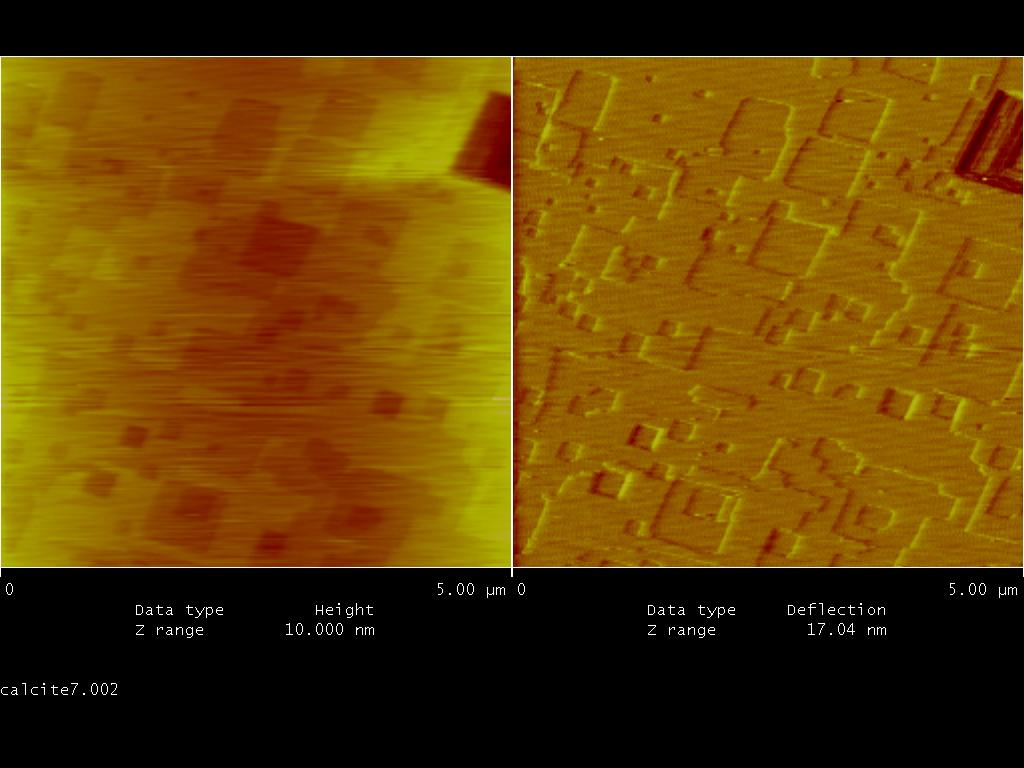 0 5.00 µm 0 5.00 µm
Data type Height Data type Deflection
Z range 10.000 nm Z range 17.04 nm
calcite7.002